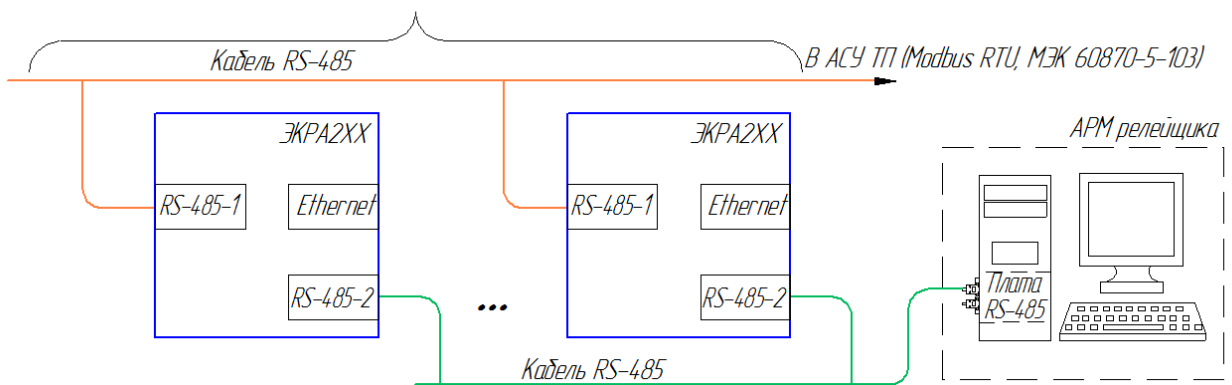 Кабель RS-485
В АСУ ТП (Modbus RTU, МЭК 60870-5-103)
ЭКРА2ХХ
ЭКРА2ХХ
АРМ релейщика
RS-485-1
Ethernet
RS-485-1
Ethernet
RS-485-2
...
RS-485-2
Плата
RS-485
Кабель RS-485